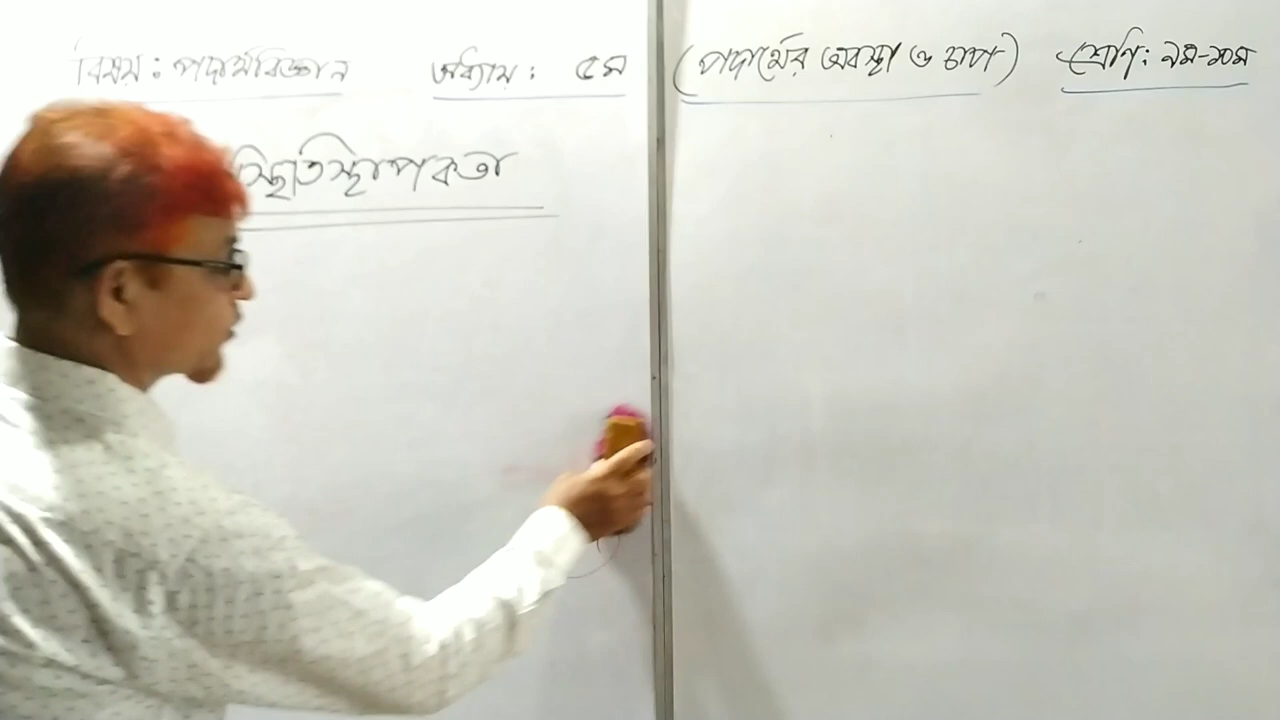 বিষয়: পদার্থবিজ্ঞান অধ্যায়: ৫ম (পদার্থের অবস্থা ও চাপ) শ্রেণি: ৯ম-১০ম
স্থিতিস্থাপকতা